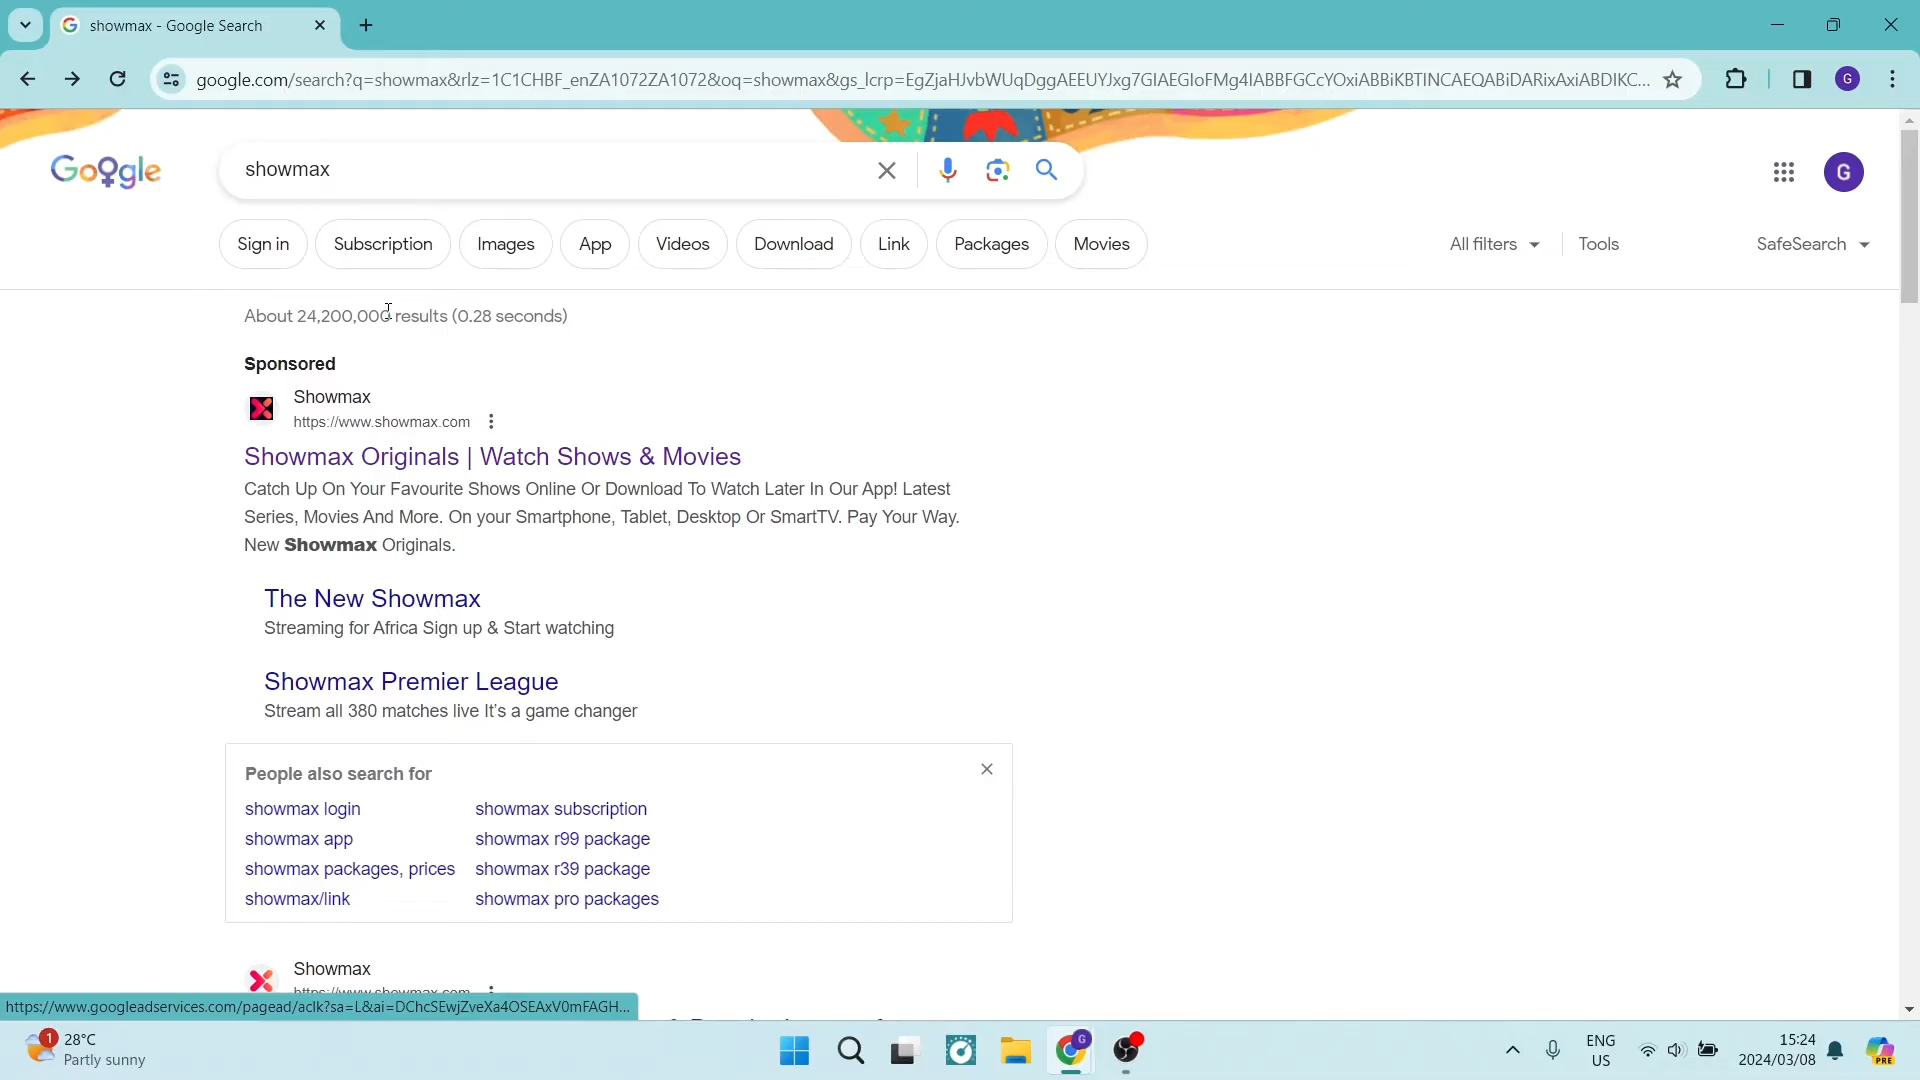 showmax - Google Search
google.com/search?q=showmax&rlz=1C1CHBF_enZA1072ZA1072&oq=showmax&gs_lcrp=EgZjaHJvbWUqDggAEEUYJxg7GIAEGIoFMg4IABBFGCcYOxiABBiKBTINCAEQABiDARixAxiABDIKC...
G
Google
showmax
G
Sign in
Subscription
Images
App
Videos
Download
Link
Packages
Movies
All filters
Tools
SafeSearch
About 24,200,000 results (0.28 seconds)
Sponsored
Showmax
https://www.showmax.com
Showmax Originals | Watch Shows & Movies
Catch Up On Your Favourite Shows Online Or Download To Watch Later In Our App! Latest
Series, Movies And More. On your Smartphone, Tablet, Desktop Or SmartTV. Pay Your Way.
New Showmax Originals.
The New Showmax
Streaming for Africa Sign up & Start watching
Showmax Premier League
Stream all 380 matches live It's a game changer
People also search for
showmax login
showmax subscription
showmax app
showmax r99 package
showmax packages, prices
showmax r39 package
showmax/link
showmax pro packages
Showmax
https://www.showmax.com
https://www.googleadservices.com/pagead/aclk?sa=L&ai=DChcSEwjZveXa4OSEAxV0mFAGH...
1
28°C
Partly sunny
G
ENG
US
15:24
2024/03/08
PRE